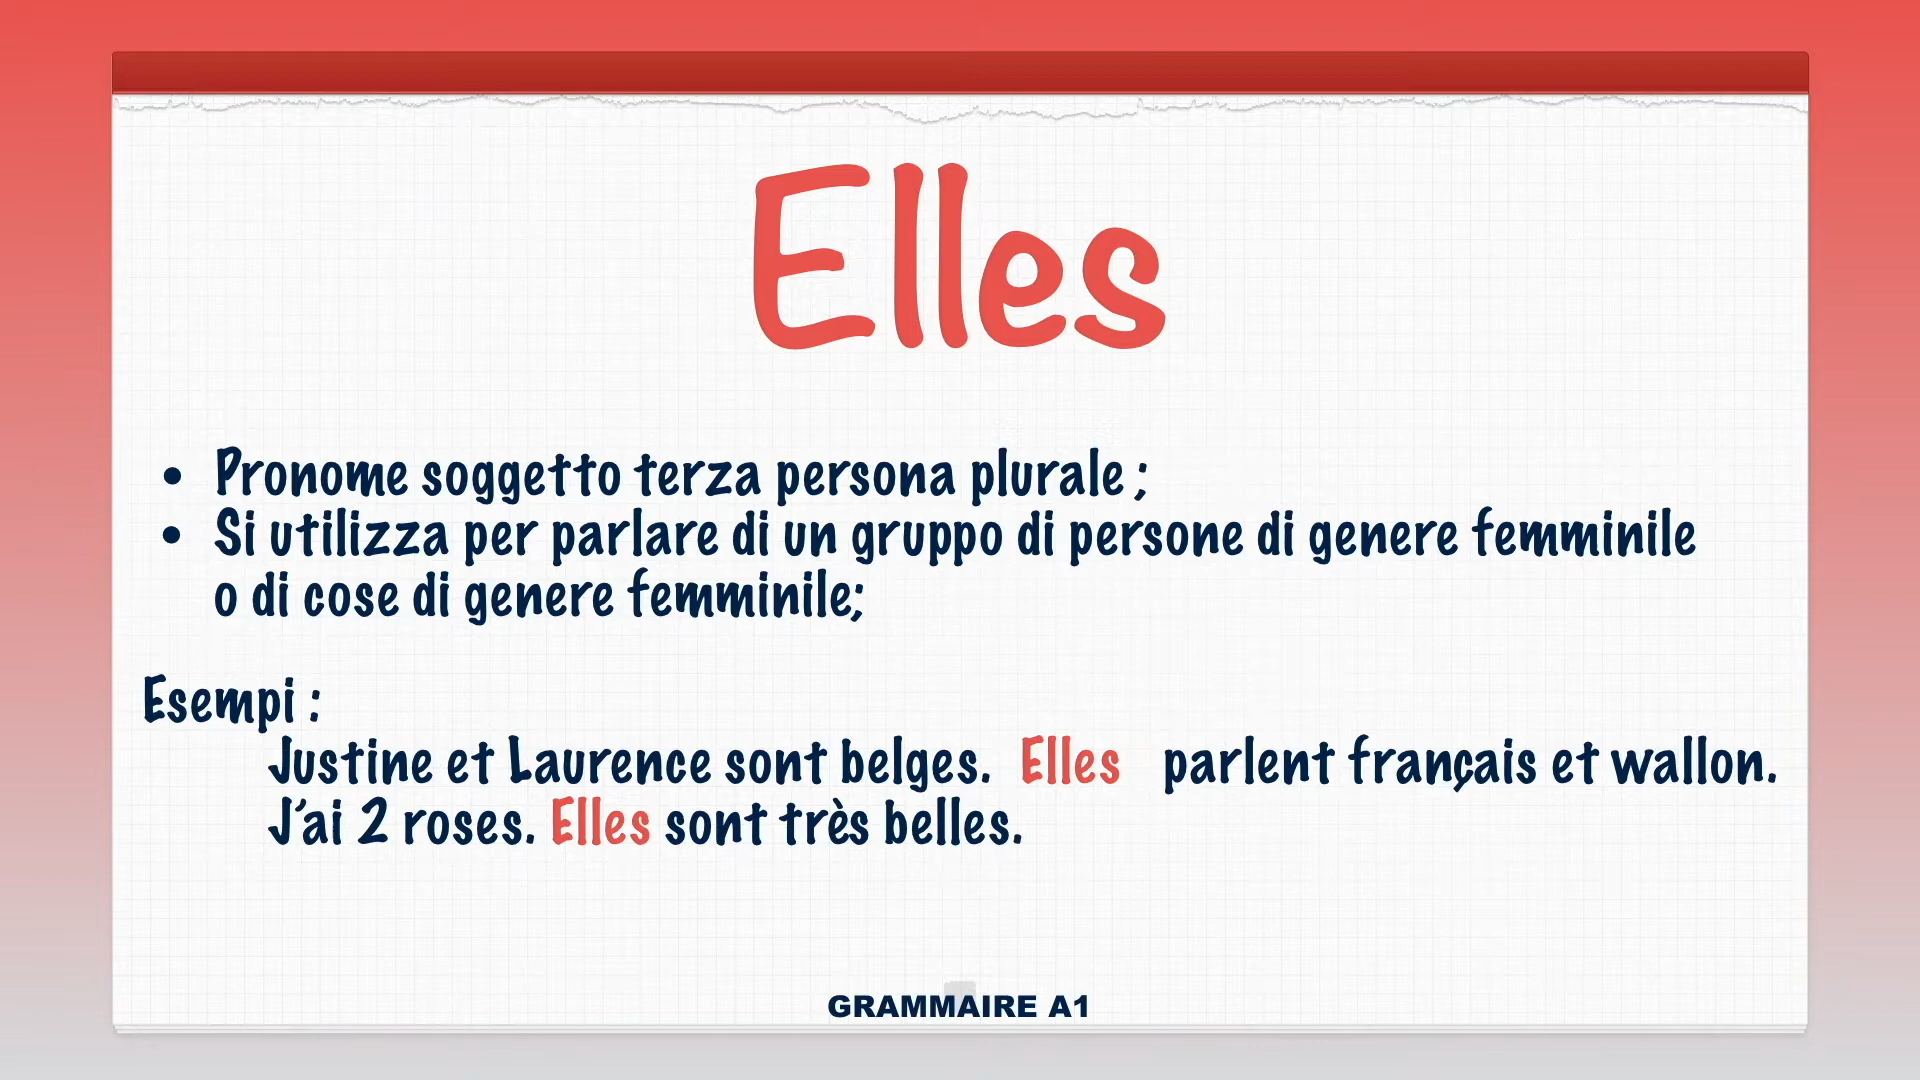 Elles
• Pronome soggetto terza persona plurale ;
• Si utilizza per parlare di un gruppo di persone di genere femminile
o di cose di genere femminile;
Esempi :
Justine et Laurence sont belges. Elles parlent français et wallon.
J'ai 2 roses. Elles sont très belles.
GRAMMAIRE A1